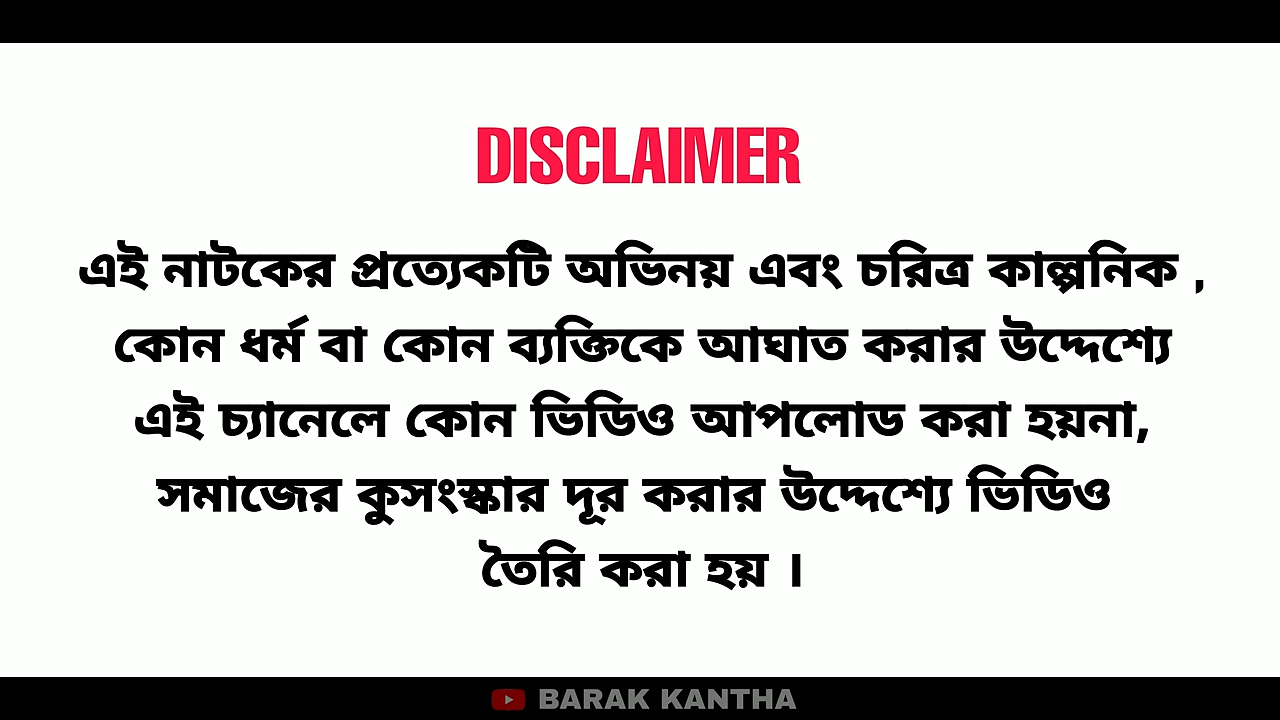 DISCLAIMER
এই নাটকের প্রত্যেকটি অভিনয় এবং চরিত্র কাল্পনিক ,
কোন ধর্ম বা কোন ব্যক্তিকে আঘাত করার উদ্দেশ্যে
এই চ্যানেলে কোন ভিডিও আপলোড করা হয়না,
সমাজের কুসংস্কার দূর করার উদ্দেশ্যে ভিডিও
তৈরি করা হয় ।
BARAK KANTHA